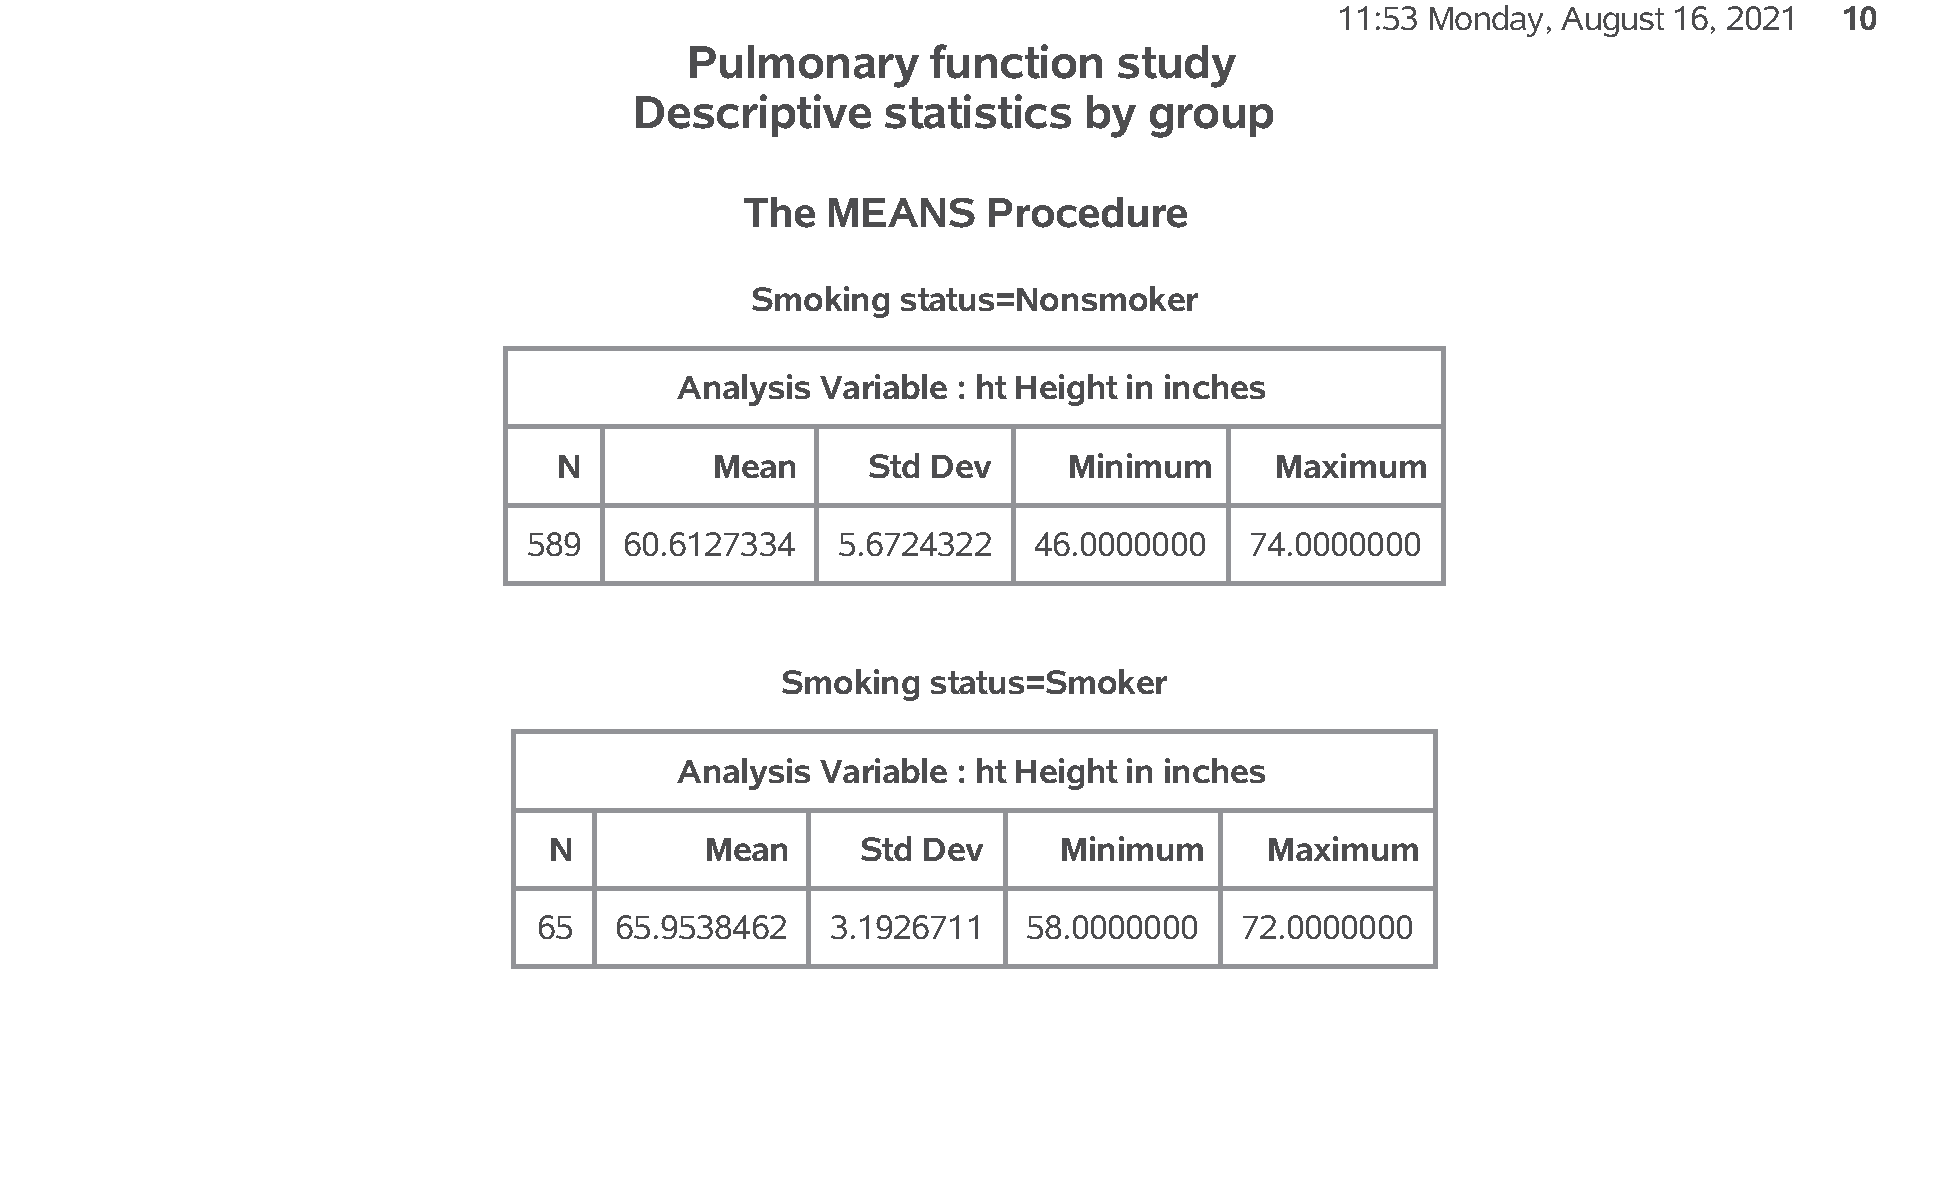 11:53 Monday, August 16, 2021 10
Pulmonary function study
Descriptive statistics by group
The MEANS Procedure
Smoking status=Nonsmoker
Analysis Variable : ht Height in inches
N Mean Std Dev Minimum Maximum
589 60.6127334 5.6724322 46.0000000 74.0000000
Smoking status=Smoker
Analysis Variable : ht Height in inches
N Mean Std Dev Minimum Maximum
65 65.9538462 3.1926711 58.0000000 72.0000000